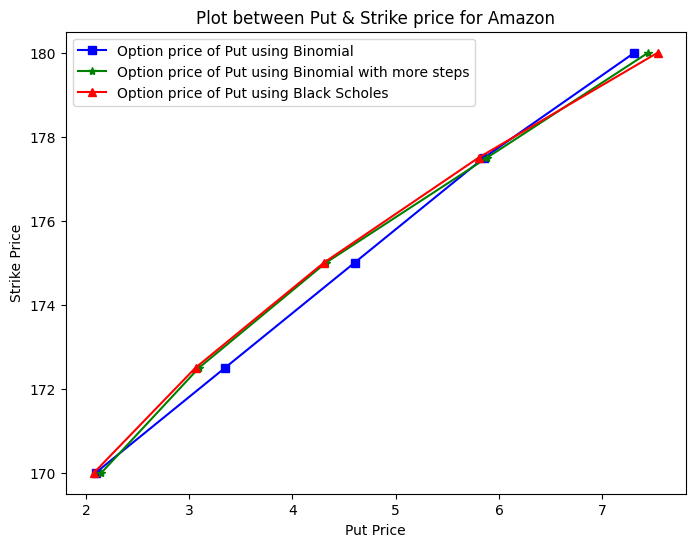 Plot between Put & Strike price for Amazon
Option price of Put using Binomial
Option price of Put using Binomial with more steps
Option price of Put using Black Scholes
180
178
176
174
172
170
Strike Price
2 3 4 5 6 7
Put Price